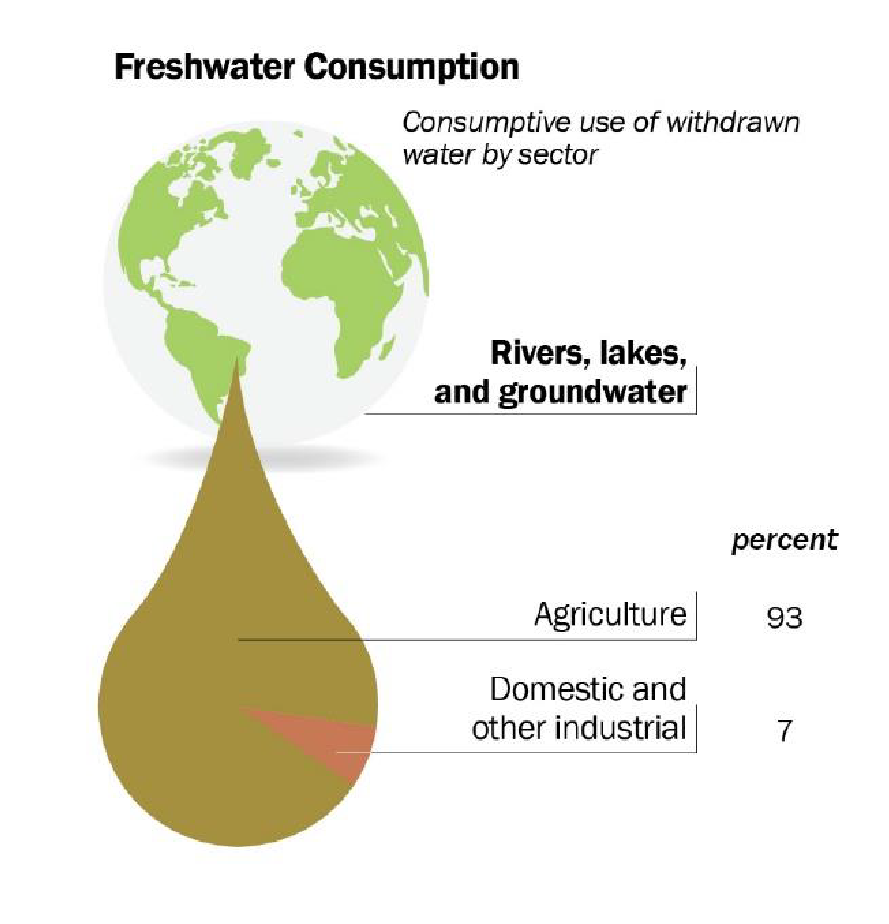 Freshwater Consumption
Consumptive use of withdrawn
water by sector
Rivers, lakes,
and groundwater
percent
Agriculture 93
Domestic and
other industrial 7